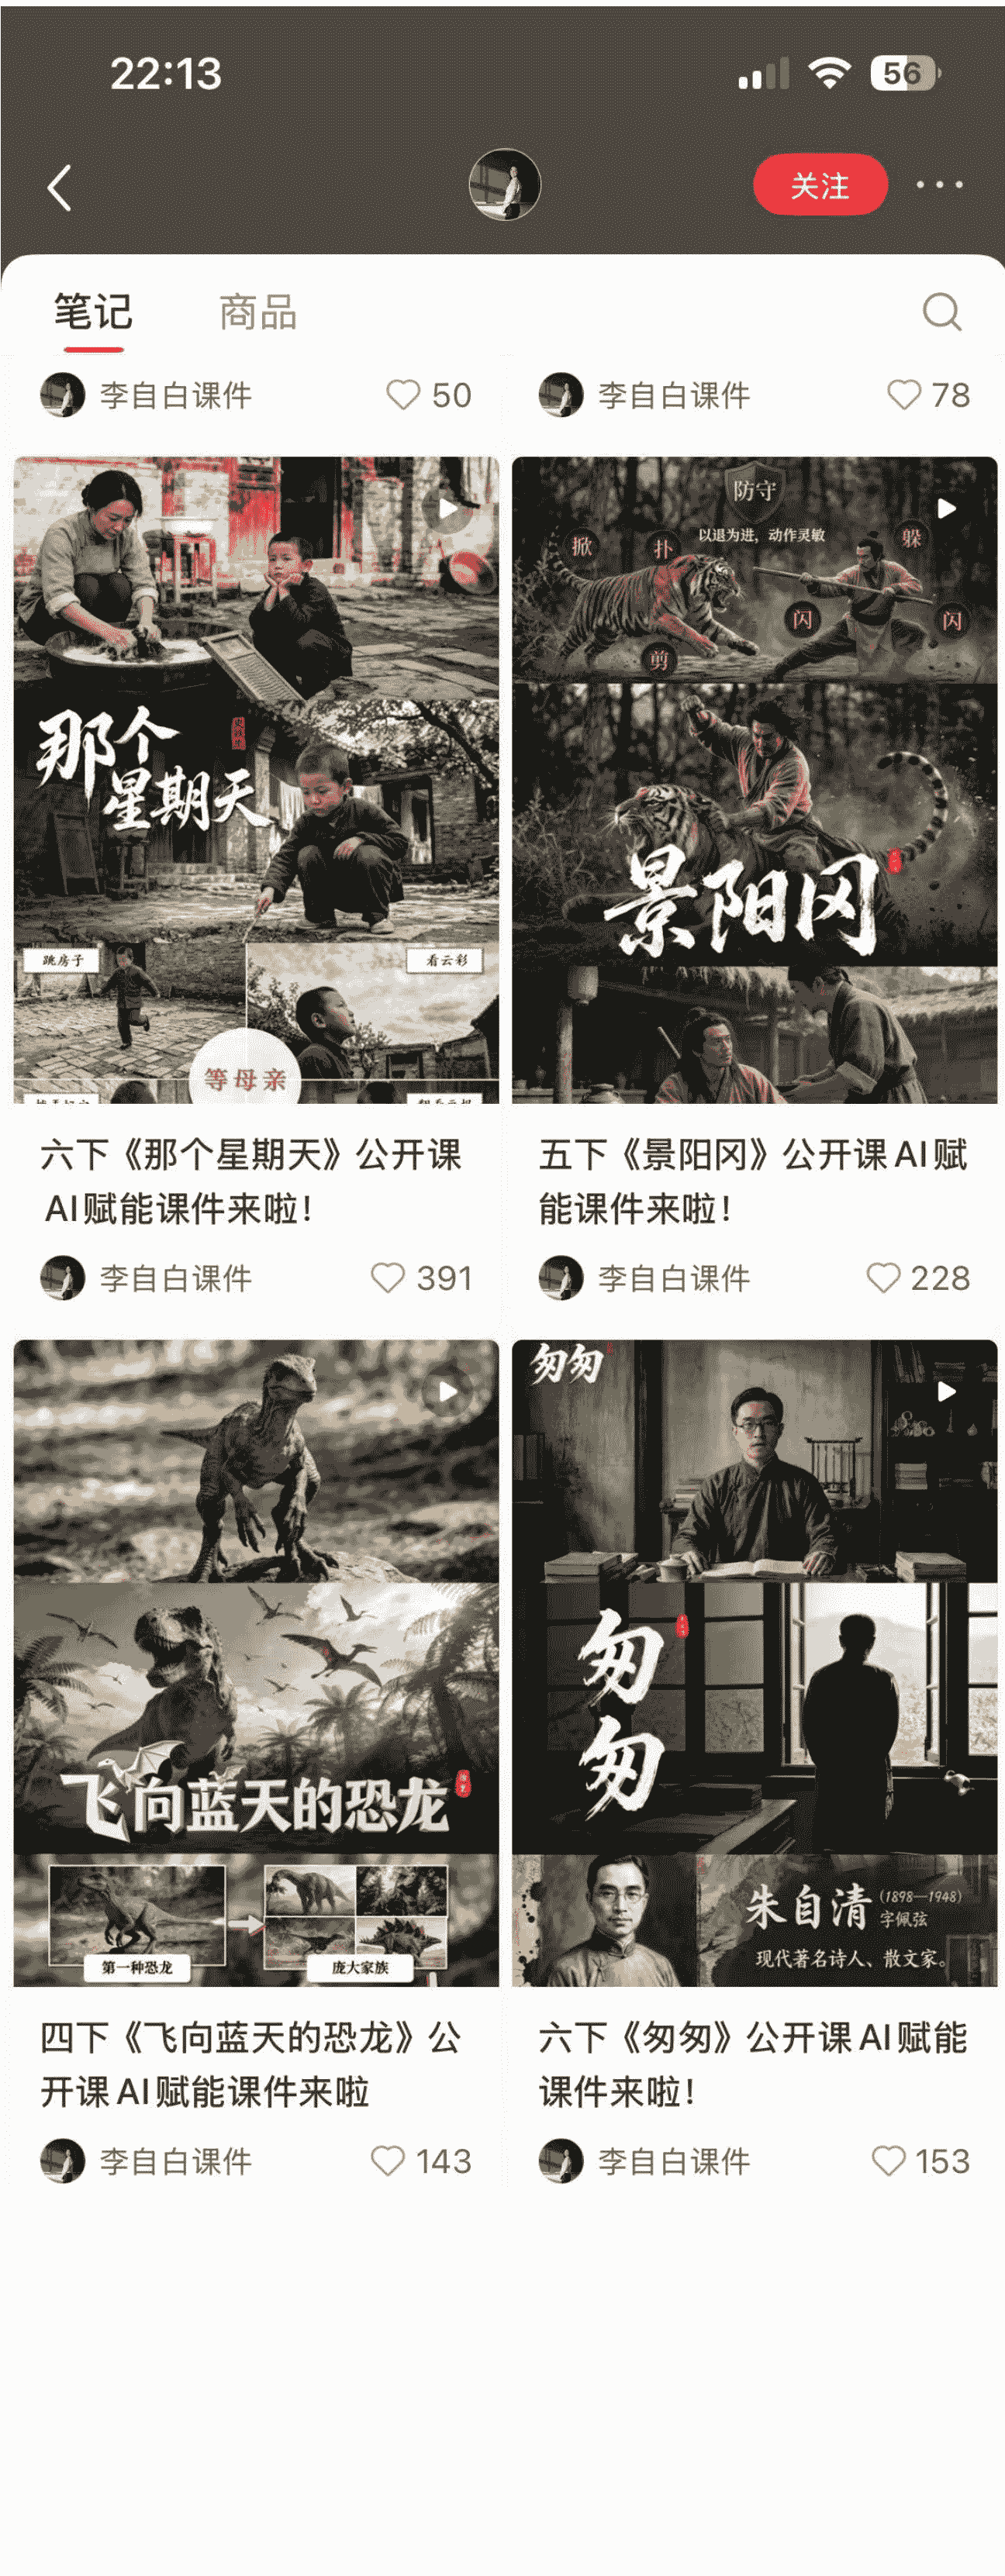 22:13
56
关注
笔记
商品
李自白课件
50
李自白课件
78
那个
星期天
跳房子
看云彩
等母亲
防守
以退为进，动作灵敏
掀
扑
躲
闪
闪
剪
景阳冈
六下《那个星期天》公开课
AI赋能课件来啦！
李自白课件
391
五下《景阳冈》公开课AI赋
能课件来啦！
李自白课件
228
飞向蓝天的恐龙
第一种恐龙
庞大家族
匆匆
匆
匆
朱自清
（1898—1948）
字佩弦
现代著名诗人、散文家。
四下《飞向蓝天的恐龙》公
开课AI赋能课件来啦
李自白课件
143
六下《匆匆》公开课AI赋能
课件来啦！
李自白课件
153